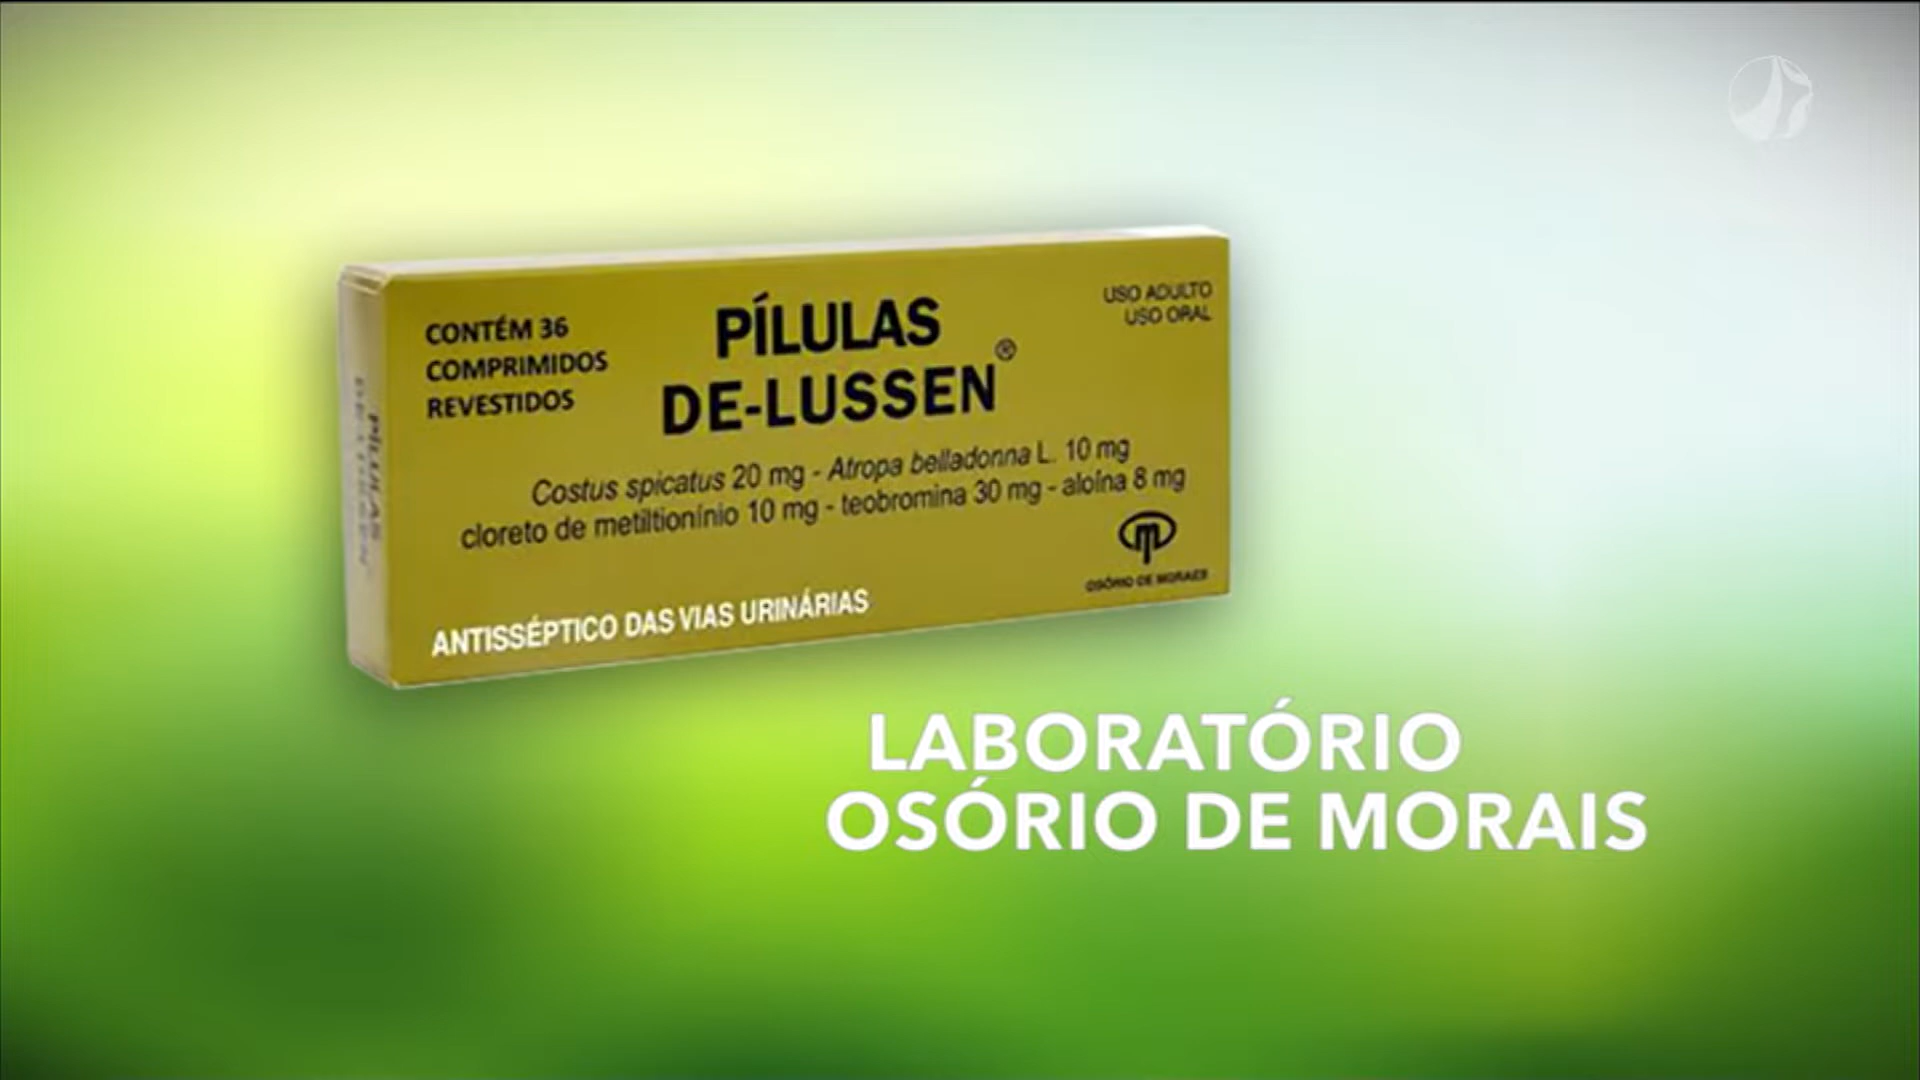 CONTÉM 36
COMPRIMIDOS
REVESTIDOS
PÍLULAS
DE-LUSSEN®
USO ADULTO
USO ORAL
Costus spicatus 20 mg - Atropa belladonna L. 10 mg
cloreto de metiltionínio 10 mg - teobromina 30 mg - aloína 8 mg
OSÓRIO DE MORAES
ANTISSÉPTICO DAS VIAS URINÁRIAS
PÍLULAS
DE-LUSSEN
LABORATÓRIO
OSÓRIO DE MORAIS